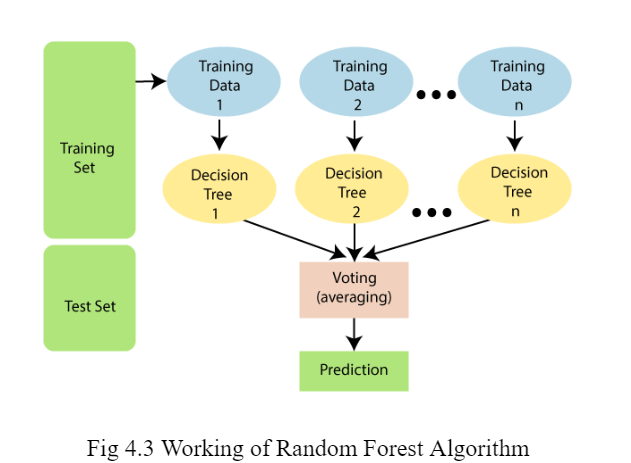 Training
Set
Training
Data
1
Training
Data
2
Training
Data
n
Decision
Tree
1
Decision
Tree
2
Decision
Tree
n
Test Set
Voting
(averaging)
Prediction
Fig 4.3 Working of Random Forest Algorithm